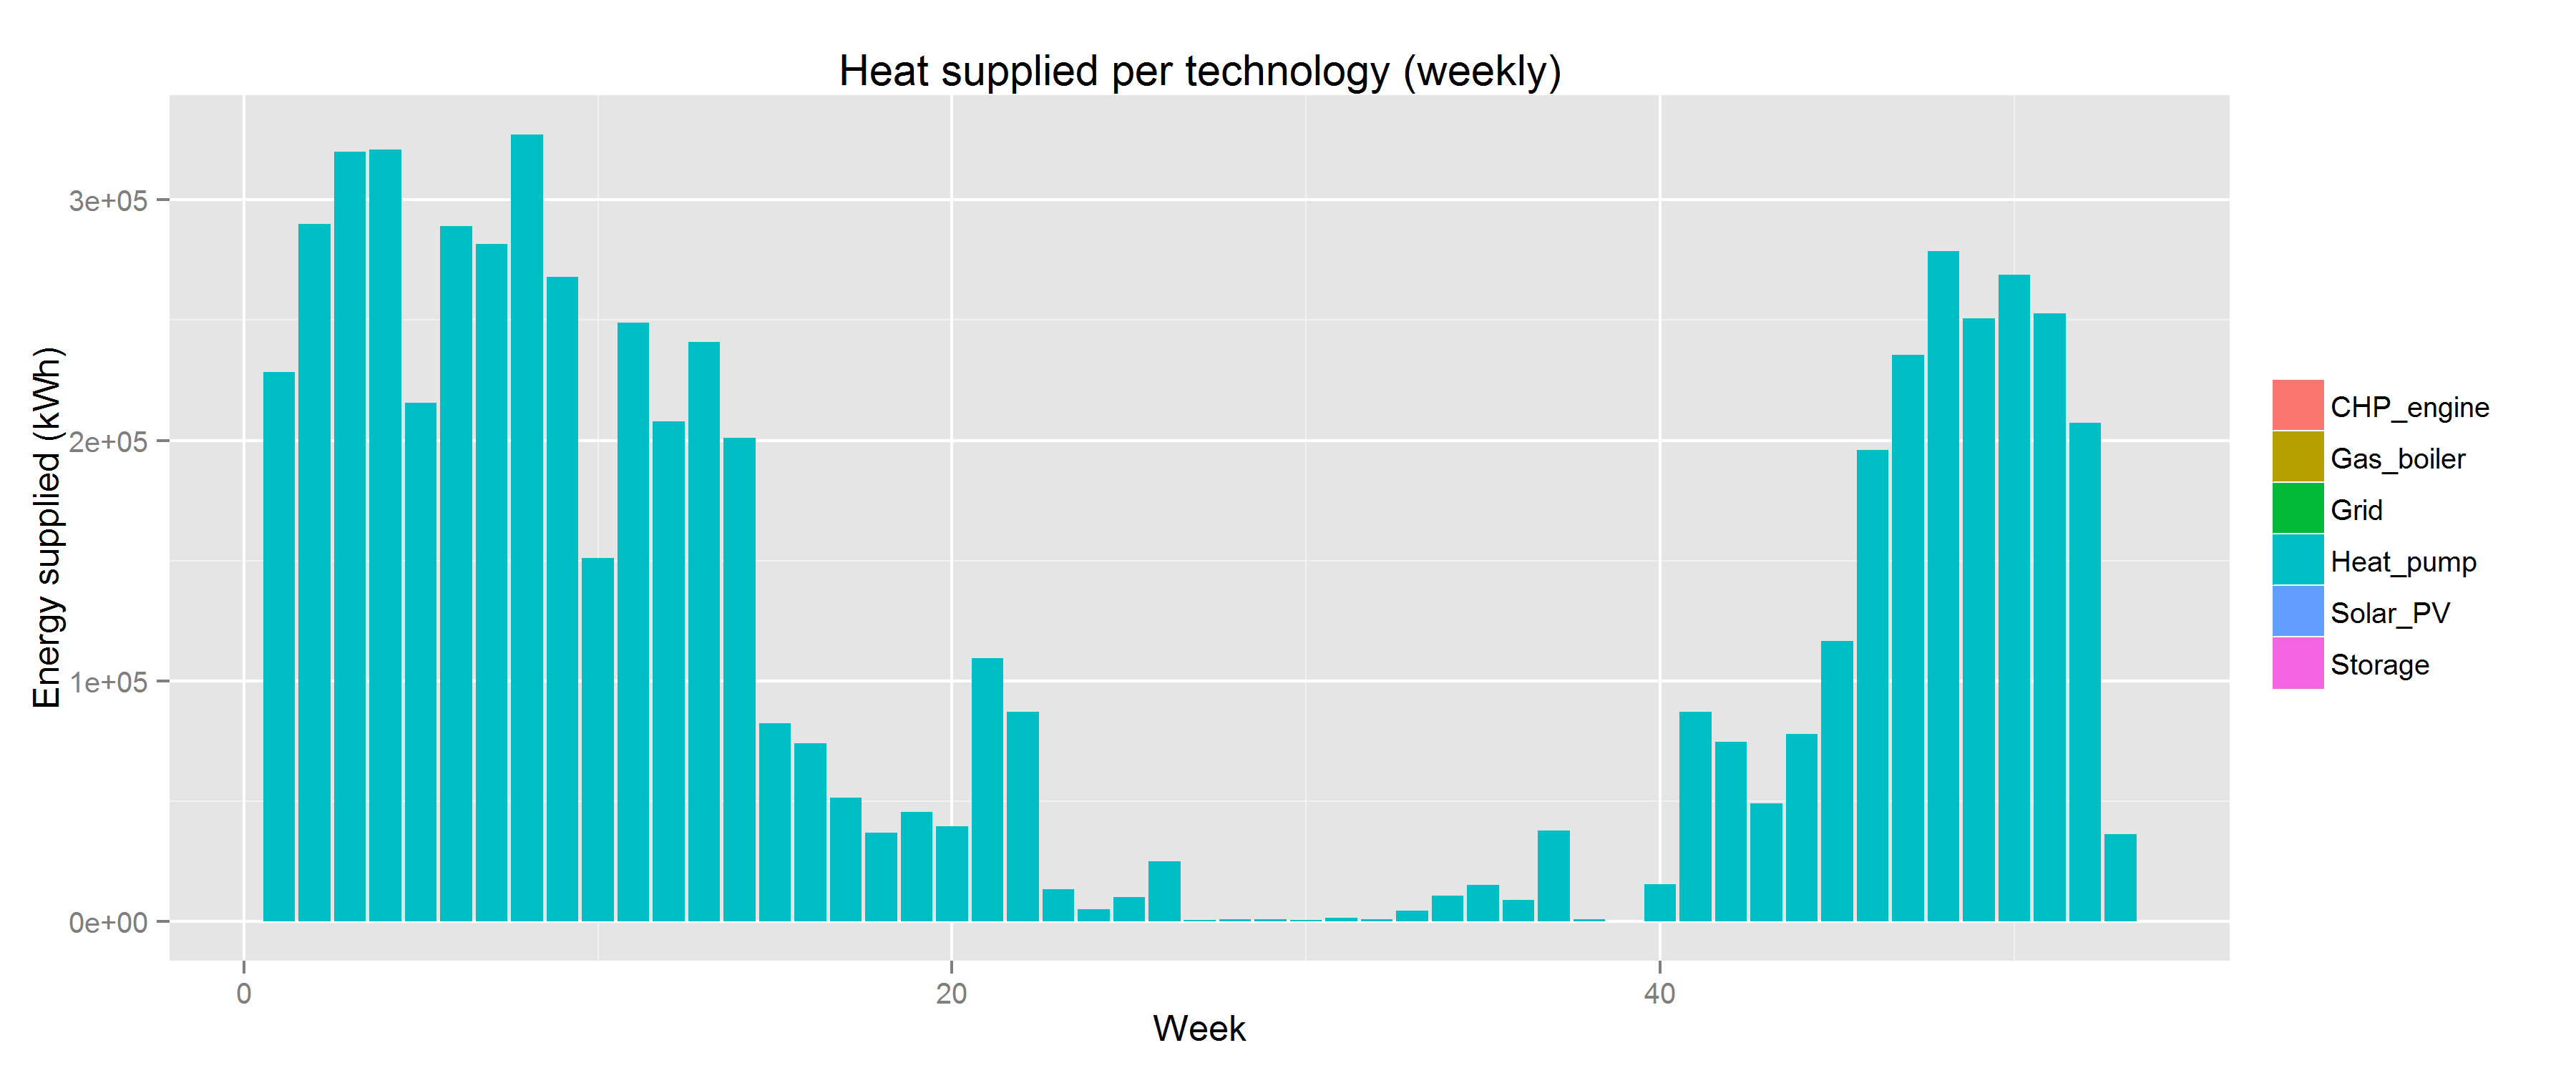 Heat supplied per technology (weekly)
Energy supplied (kWh)
3e+05
2e+05
1e+05
0e+00
0
20
40
Week
CHP_engine
Gas_boiler
Grid
Heat_pump
Solar_PV
Storage